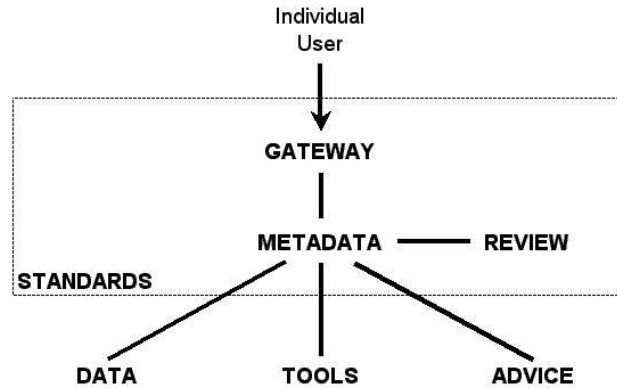 Individual
User
GATEWAY
METADATA
REVIEW
STANDARDS
DATA
TOOLS
ADVICE